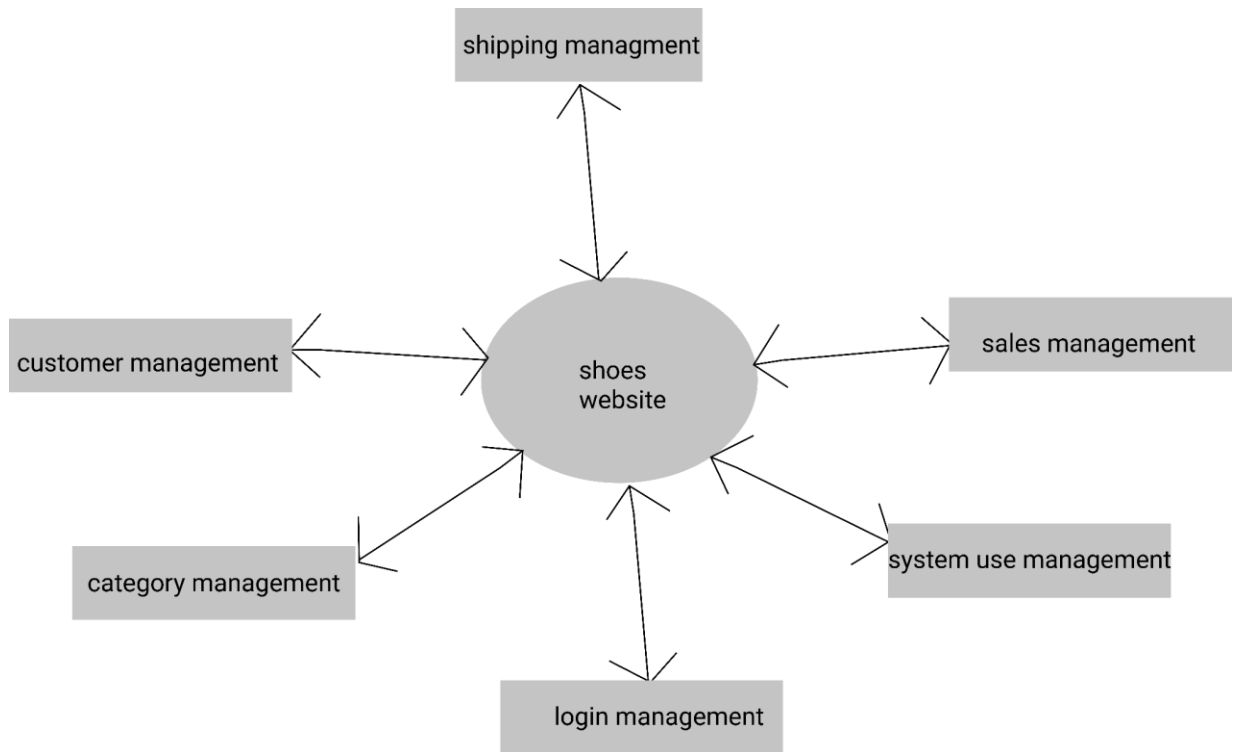 shipping managment
customer management
shoes
website
sales management
category management
system use management
login management